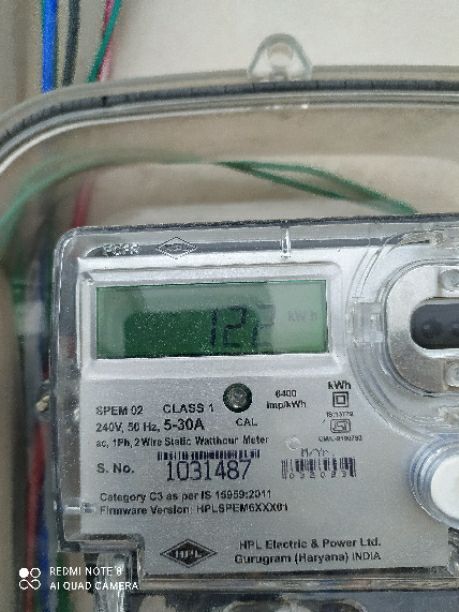 122 kWh
SPEM 02 CLASS 1
240V, 50 Hz, 5-30A CAL
6400
imp/kWh
kWh
ac, 1Ph, 2 Wire Static Watthour Meter
M/Yr
S. No. 1031487
Category C3 as per IS 15959:2011
Firmware Version: HPLSPEM6XXX01
HPL
HPL Electric & Power Ltd.
Gurugram (Haryana) INDIA
REDMI NOTE 8
AI QUAD CAMERA